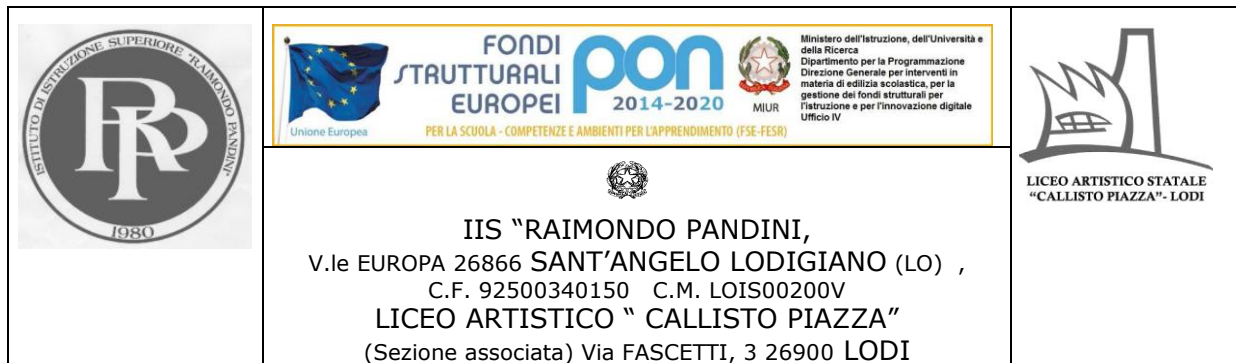 ISTITUTO DI ISTRUZIONE SUPERIORE "RAIMONDO PANDINI"
1980
Unione Europea
FONDI
STRUTTURALI
EUROPEI
pon
2014-2020
MIUR
Ministero dell'Istruzione, dell'Università e
della Ricerca
Dipartimento per la Programmazione
Direzione Generale per interventi in
materia di edilizia scolastica, per la
gestione dei fondi strutturali per
l'istruzione e per l'innovazione digitale
Ufficio IV
PER LA SCUOLA - COMPETENZE E AMBIENTI PER L'APPRENDIMENTO (FSE-FESR)
IIS "RAIMONDO PANDINI,
V.le EUROPA 26866 SANT'ANGELO LODIGIANO (LO) ,
C.F. 92500340150 C.M. LOIS00200V
LICEO ARTISTICO " CALLISTO PIAZZA"
(Sezione associata) Via FASCETTI, 3 26900 LODI
LICEO ARTISTICO STATALE
"CALLISTO PIAZZA"- LODI